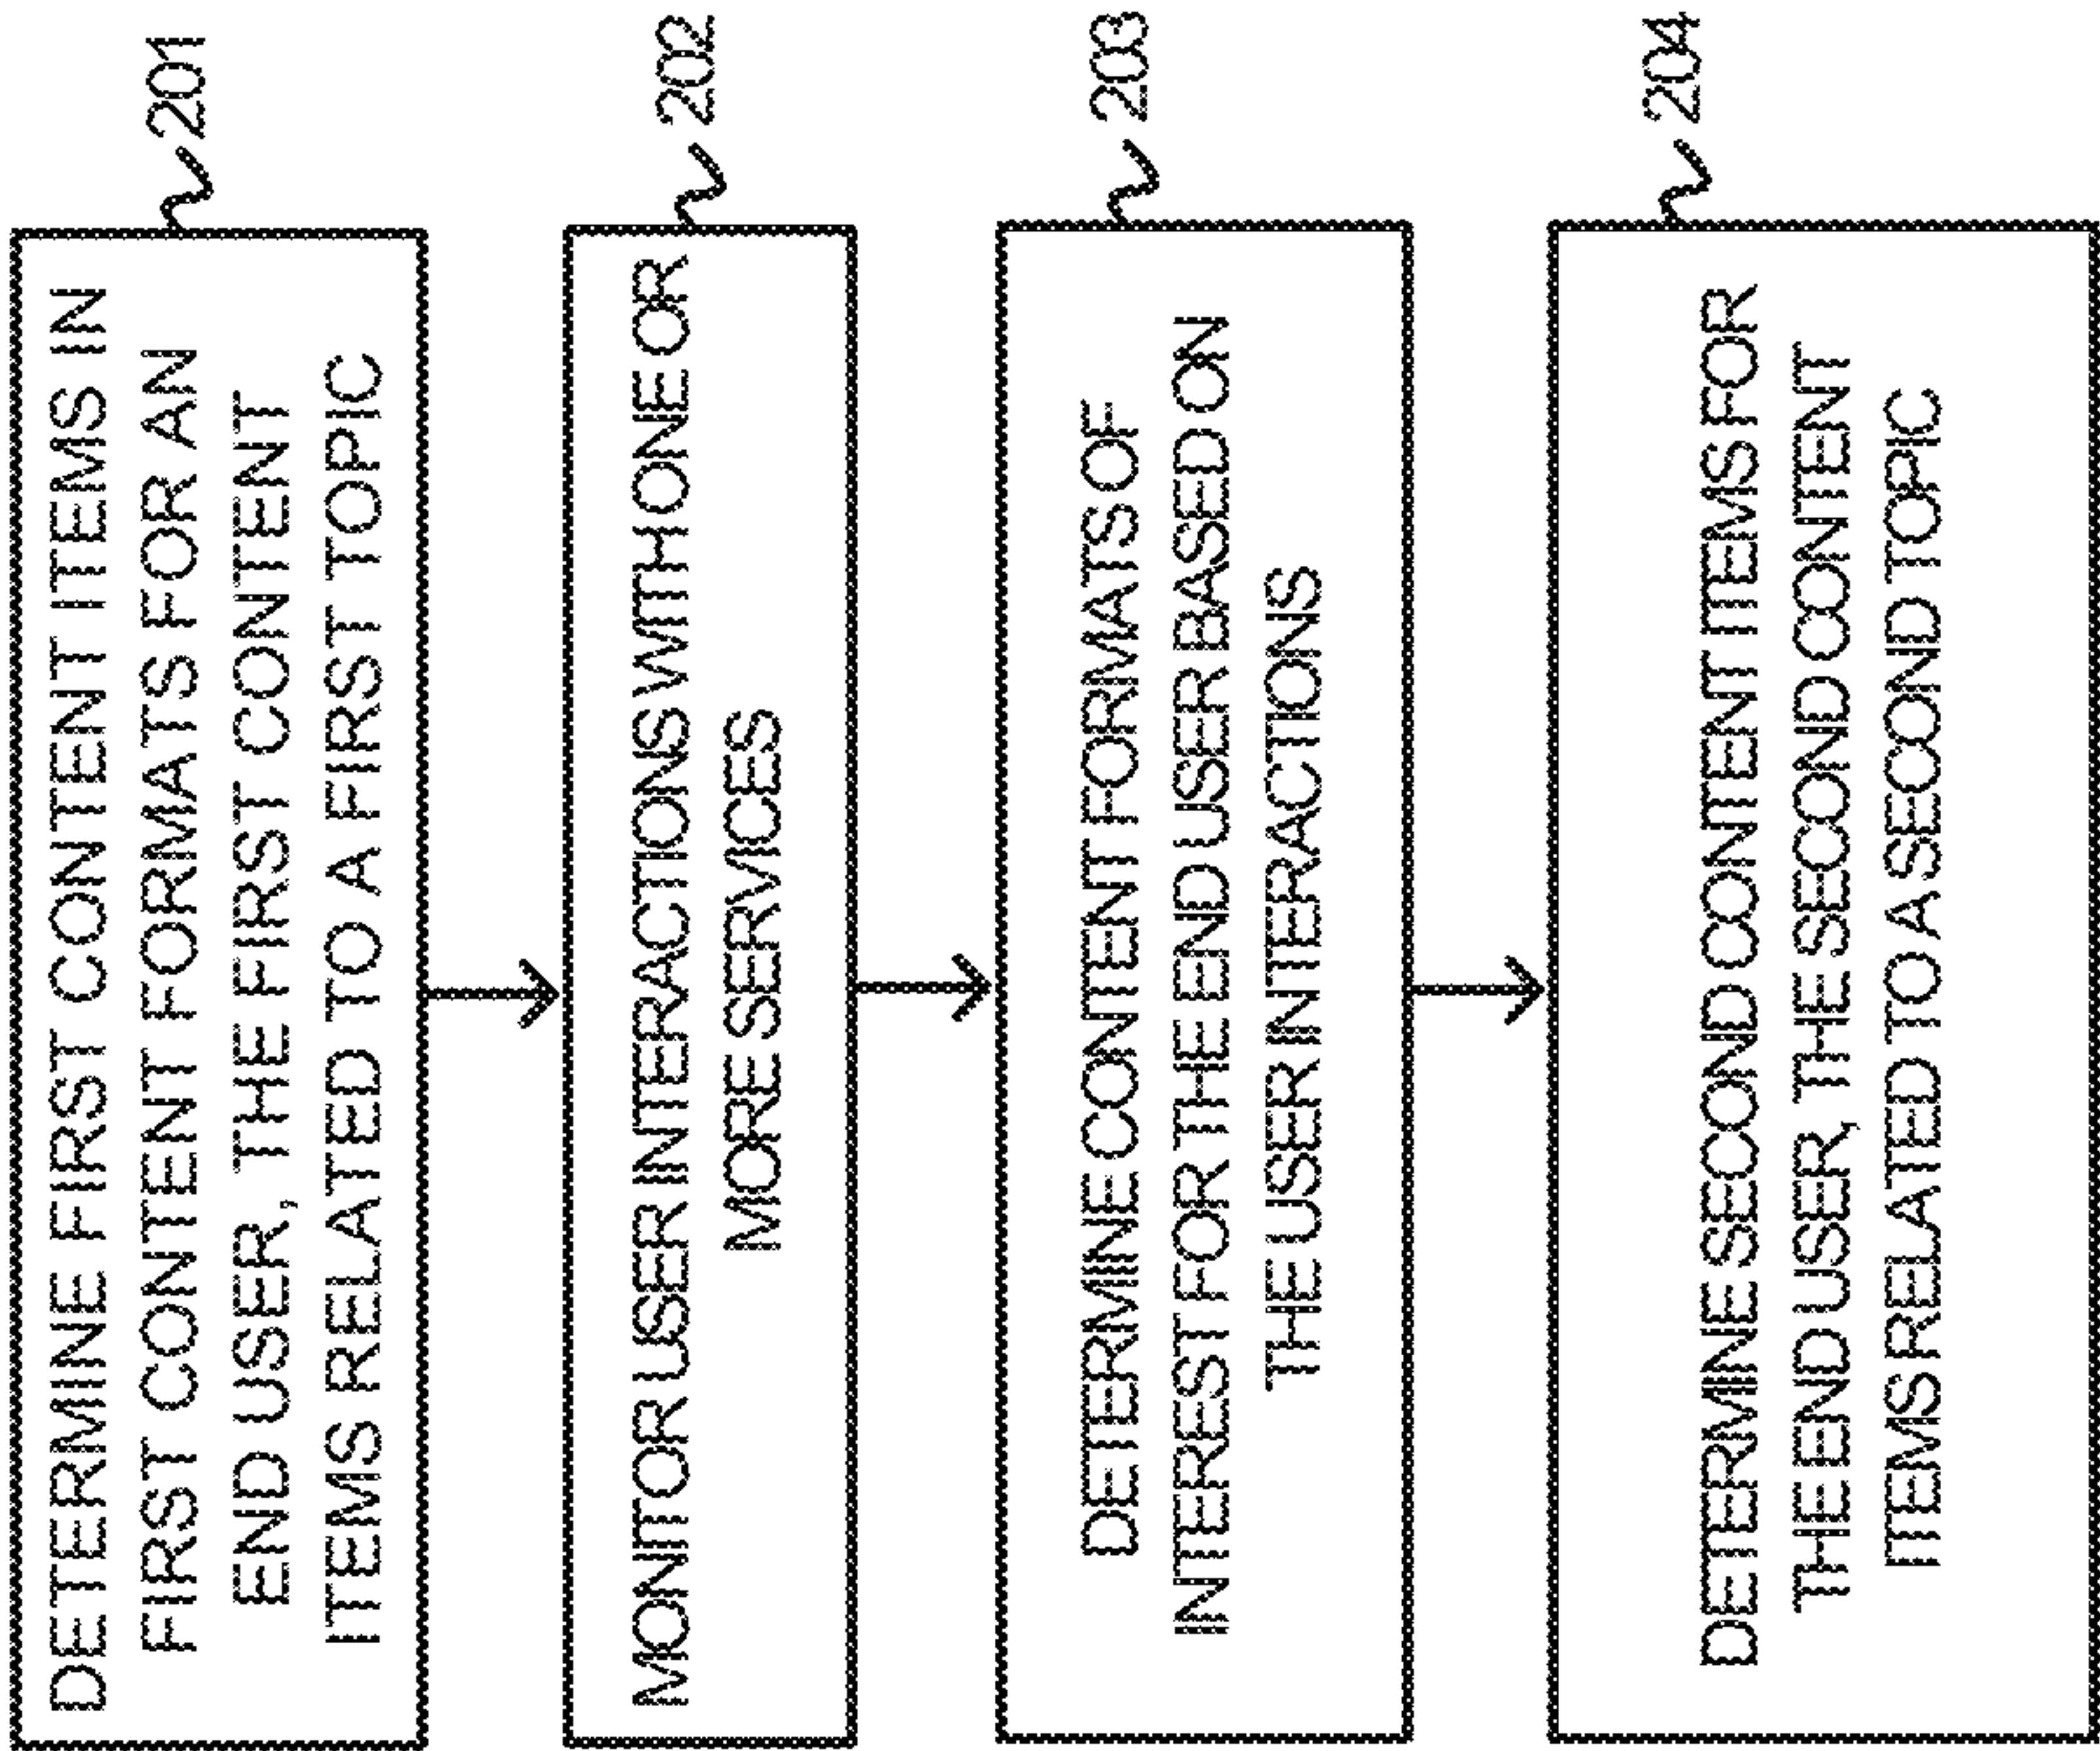 DETERMINE FIRST CONTENT ITEMS IN
FIRST CONTENT FORMATS FOR AN
END USER, THE FIRST CONTENT
ITEMS RELATED TO A FIRST TOPIC
201
MONITOR USER INTERACTIONS WITH ONE OR
MORE SERVICES
202
DETERMINE CONTENT FORMATS OF
INTEREST FOR THE END USER BASED ON
THE USER INTERACTIONS
203
DETERMINE SECOND CONTENT ITEMS FOR
THE END USER, THE SECOND CONTENT
ITEMS RELATED TO A SECOND TOPIC
204